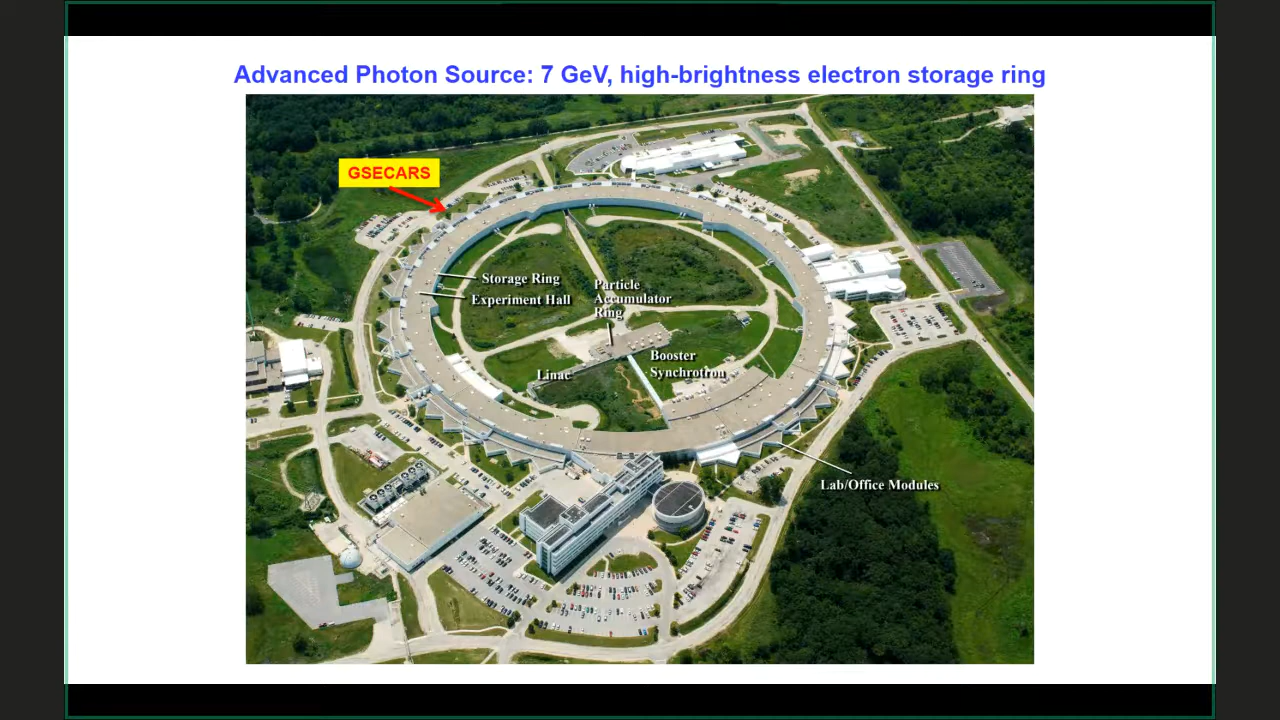 Advanced Photon Source: 7 GeV, high-brightness electron storage ring
GSECARS
Storage Ring
Experiment Hall
Particle
Accumulator
Ring
Linac
Booster
Synchrotron
Lab/Office Modules